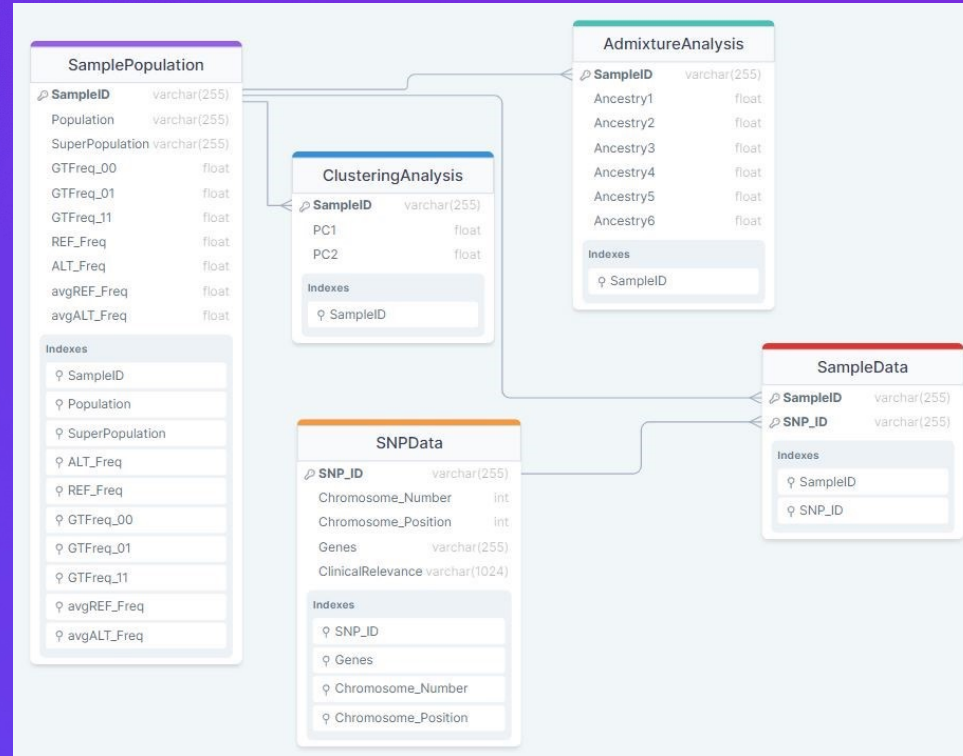 SamplePopulation
SampleID varchar(255)
Population varchar(255)
SuperPopulation varchar(255)
GTFreq_00 float
GTFreq_01 float
GTFreq_11 float
REF_Freq float
ALT_Freq float
avgREF_Freq float
avgALT_Freq float
Indexes
SampleID
Population
SuperPopulation
ALT_Freq
REF_Freq
GTFreq_00
GTFreq_01
GTFreq_11
avgREF_Freq
avgALT_Freq
ClusteringAnalysis
SampleID varchar(255)
PC1 float
PC2 float
Indexes
SampleID
AdmixtureAnalysis
SampleID varchar(255)
Ancestry1 float
Ancestry2 float
Ancestry3 float
Ancestry4 float
Ancestry5 float
Ancestry6 float
Indexes
SampleID
SNPData
SNP_ID varchar(255)
Chromosome_Number int
Chromosome_Position int
Genes varchar(255)
ClinicalRelevance varchar(1024)
Indexes
SNP_ID
Genes
Chromosome_Number
Chromosome_Position
SampleData
SampleID varchar(255)
SNP_ID varchar(255)
Indexes
SampleID
SNP_ID